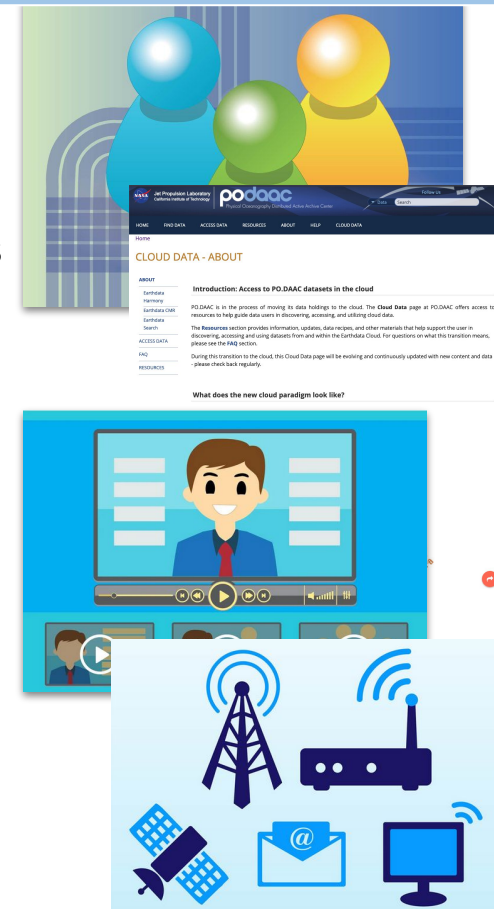 NASA
Jet Propulsion Laboratory
California Institute of Technology
podaac
Physical Oceanography Distributed Active Archive Center
Follow Us
Data
Search
HOME FIND DATA ACCESS DATA RESOURCES ABOUT HELP CLOUD DATA
Home
CLOUD DATA - ABOUT
ABOUT
Earthdata
Harmony
Earthdata CMR
Earthdata
Search
ACCESS DATA
FAQ
RESOURCES
Introduction: Access to PO.DAAC datasets in the cloud
PO.DAAC is in the process of moving its data holdings to the cloud. The Cloud Data page at PO.DAAC offers access to
resources to help guide data users in discovering, accessing, and utilizing cloud data.
The Resources section provides information, updates, data recipes, and other materials that help support the user in
discovering, accessing and using datasets from and within the Earthdata Cloud. For questions on what this transition means,
please see the FAQ section.
During this transition to the cloud, this Cloud Data page will be evolving and continuously updated with new content and data
- please check back regularly.
What does the new cloud paradigm look like?
@